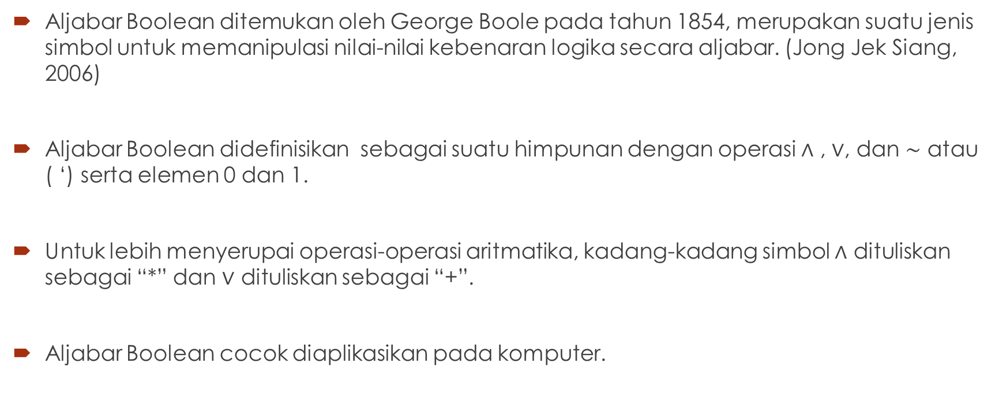 Aljabar Boolean ditemukan oleh George Boole pada tahun 1854, merupakan suatu jenis
simbol untuk memanipulasi nilai-nilai kebenaran logika secara aljabar. (Jong Jek Siang,
2006)
Aljabar Boolean didefinisikan  sebagai suatu himpunan dengan operasi ᴧ , ᴠ, dan ~ atau
( ‘) serta elemen 0 dan 1.
Untuk lebih menyerupai operasi-operasi aritmatika, kadang-kadang simbol ᴧ dituliskan
sebagai “*” dan ᴠ dituliskan sebagai “+”.
Aljabar Boolean cocok diaplikasikan pada komputer.